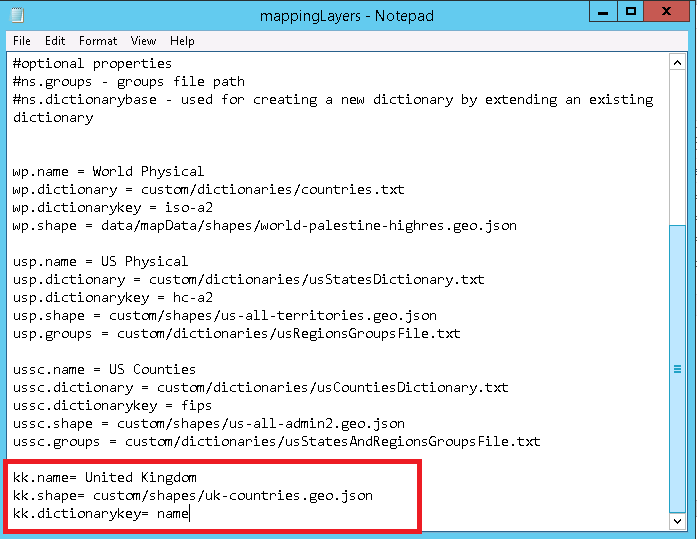 mappingLayers - Notepad
File Edit Format View Help
#optional properties
#ns.groups - groups file path
#ns.dictionarybase - used for creating a new dictionary by extending an existing
dictionary
wp.name = World Physical
wp.dictionary = custom/dictionaries/countries.txt
wp.dictionarykey = iso-a2
wp.shape = data/mapData/shapes/world-palestine-highres.geo.json
usp.name = US Physical
usp.dictionary = custom/dictionaries/usStatesDictionary.txt
usp.dictionarykey = hc-a2
usp.shape = custom/shapes/us-all-territories.geo.json
usp.groups = custom/dictionaries/usRegionsGroupsFile.txt
ussc.name = US Counties
ussc.dictionary = custom/dictionaries/usCountiesDictionary.txt
ussc.dictionarykey = fips
ussc.shape = custom/shapes/us-all-admin2.geo.json
ussc.groups = custom/dictionaries/usStatesAndRegionsGroupsFile.txt
kk.name= United Kingdom
kk.shape= custom/shapes/uk-countries.geo.json
kk.dictionarykey= name